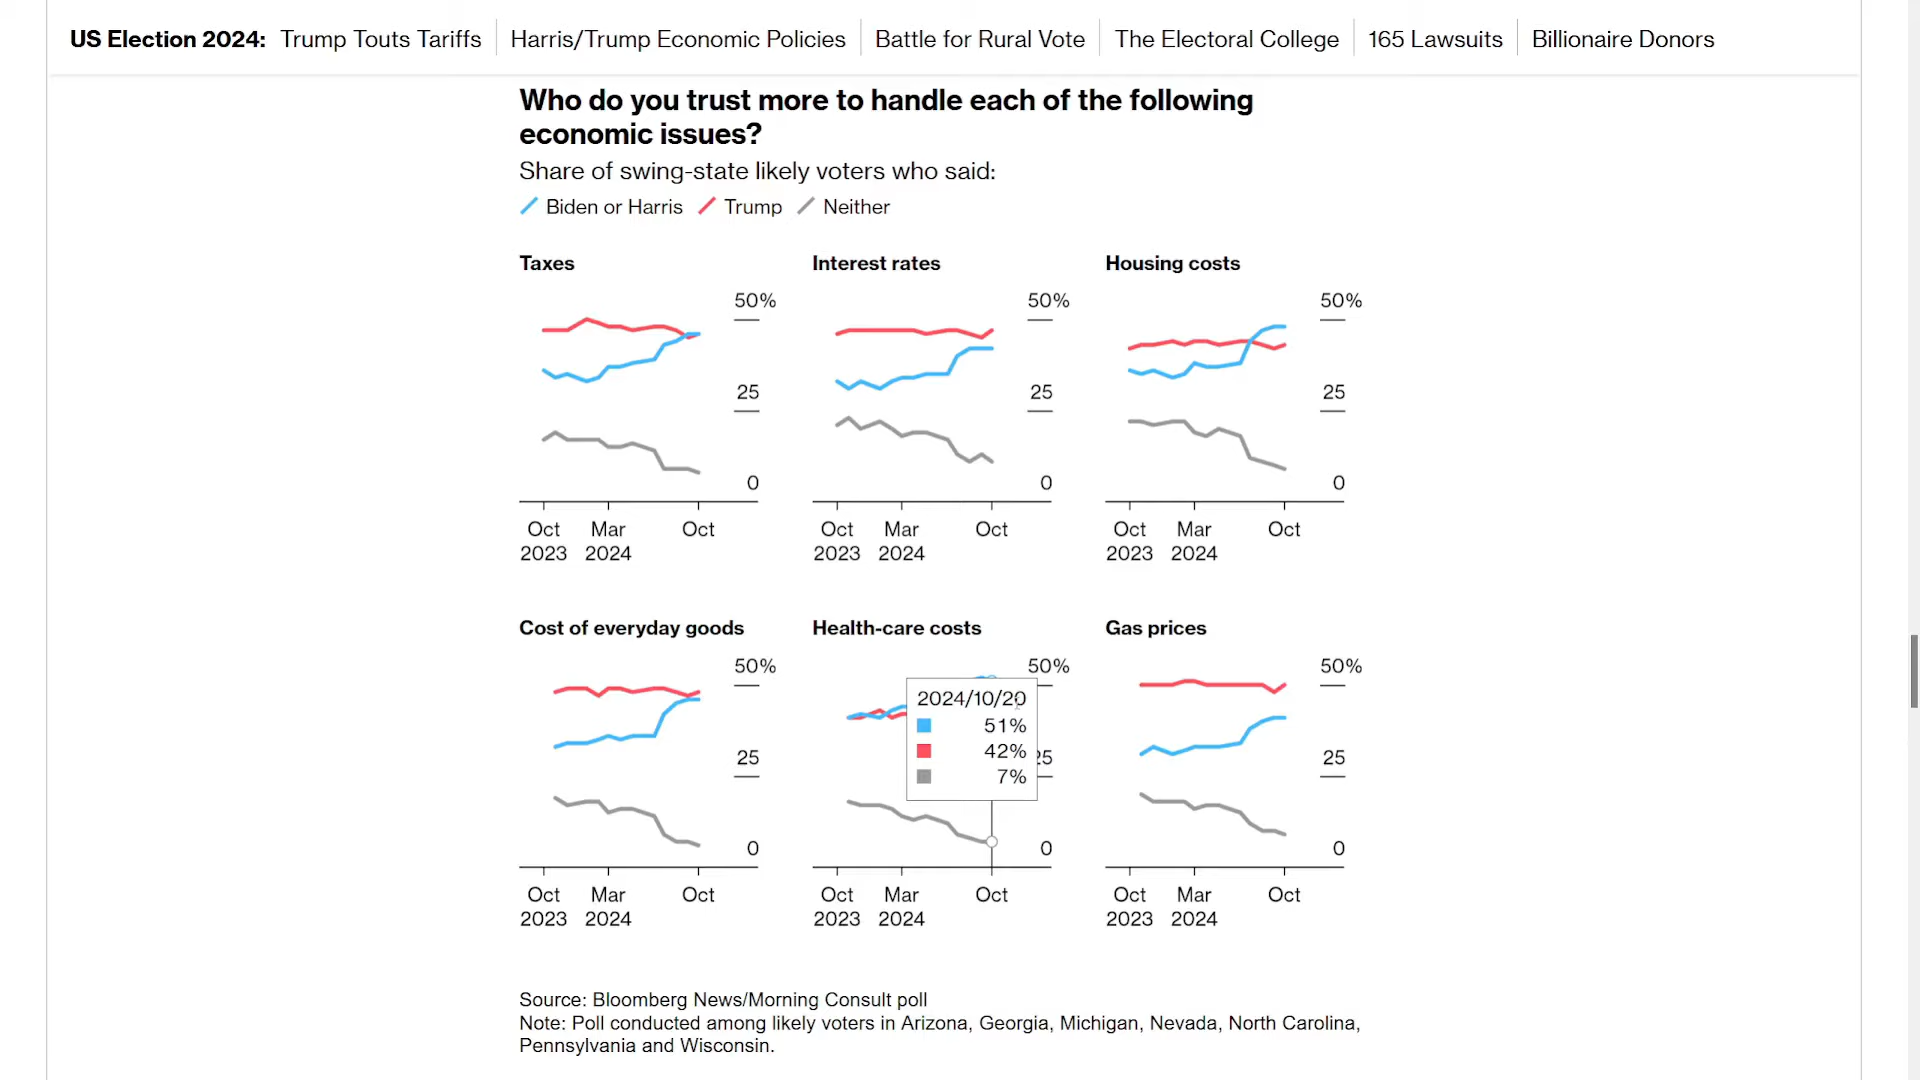 US Election 2024: Trump Touts Tariffs Harris/Trump Economic Policies Battle for Rural Vote The Electoral College 165 Lawsuits Billionaire Donors
Who do you trust more to handle each of the following
economic issues?
Share of swing-state likely voters who said:
Biden or Harris Trump Neither
Taxes
50%
25
0
Oct Mar Oct
2023 2024
Interest rates
50%
25
0
Oct Mar Oct
2023 2024
Housing costs
50%
25
0
Oct Mar Oct
2023 2024
Cost of everyday goods
50%
25
0
Oct Mar Oct
2023 2024
Health-care costs
50%
2024/10/20
51%
42%
7%
25
0
Oct Mar Oct
2023 2024
Gas prices
50%
25
0
Oct Mar Oct
2023 2024
Source: Bloomberg News/Morning Consult poll
Note: Poll conducted among likely voters in Arizona, Georgia, Michigan, Nevada, North Carolina,
Pennsylvania and Wisconsin.